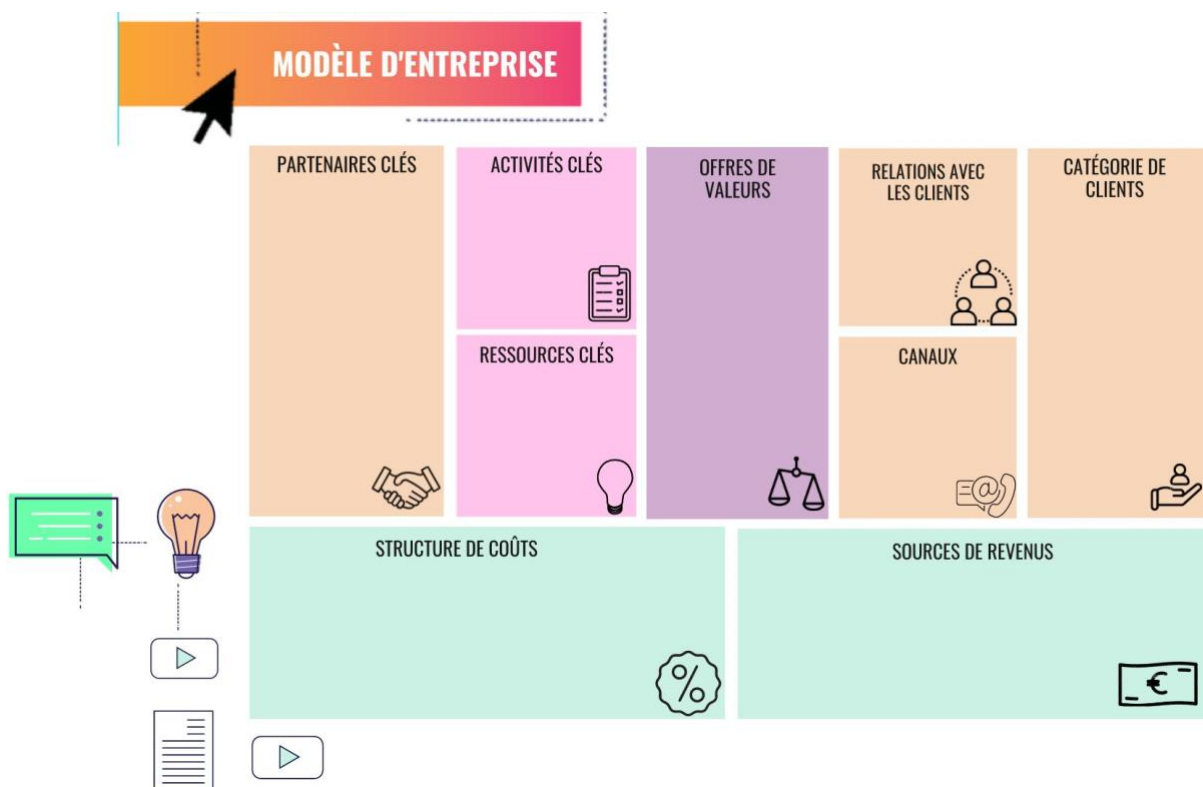 MODÈLE D'ENTREPRISE
PARTENAIRES CLÉS
ACTIVITÉS CLÉS
OFFRES DE
VALEURS
RELATIONS AVEC
LES CLIENTS
CATÉGORIE DE
CLIENTS
RESSOURCES CLÉS
CANAUX
STRUCTURE DE COÛTS
SOURCES DE REVENUS